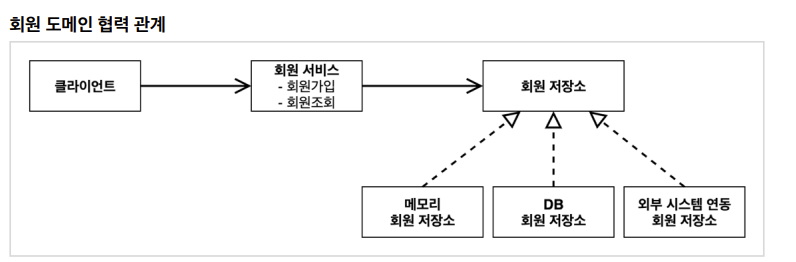 회원 도메인 협력 관계
클라이언트
회원 서비스
- 회원가입
- 회원조회
회원 저장소
메모리
회원 저장소
DB
회원 저장소
외부 시스템 연동
회원 저장소